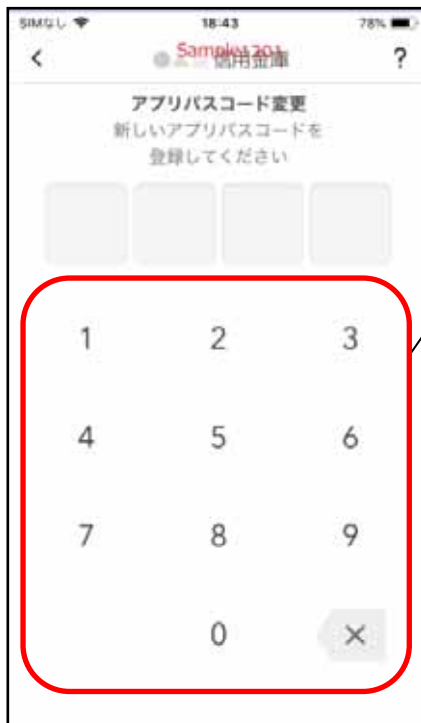 SIMなし 18:43 78%
< Sample1201 信用金庫 ?
アプリパスコード変更
新しいアプリパスコードを
登録してください
1 2 3
4 5 6
7 8 9
0 ×